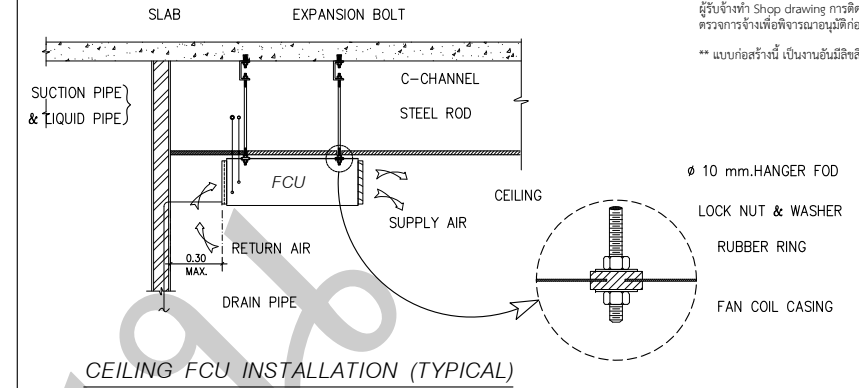 SLAB
EXPANSION BOLT
ผู้รับจ้างทำ Shop drawing การติด
ตรวจการจ้างเพื่อพิจารณาอนุมัติก่อ
** แบบก่อสร้างนี้ เป็นงานอันมีลิขสิ
C-CHANNEL
SUCTION PIPE
& LIQUID PIPE
STEEL ROD
FCU
CEILING
SUPPLY AIR
RETURN AIR
0.30
MAX.
DRAIN PIPE
ø 10 mm.HANGER FOD
LOCK NUT & WASHER
RUBBER RING
FAN COIL CASING
CEILING FCU INSTALLATION (TYPICAL)